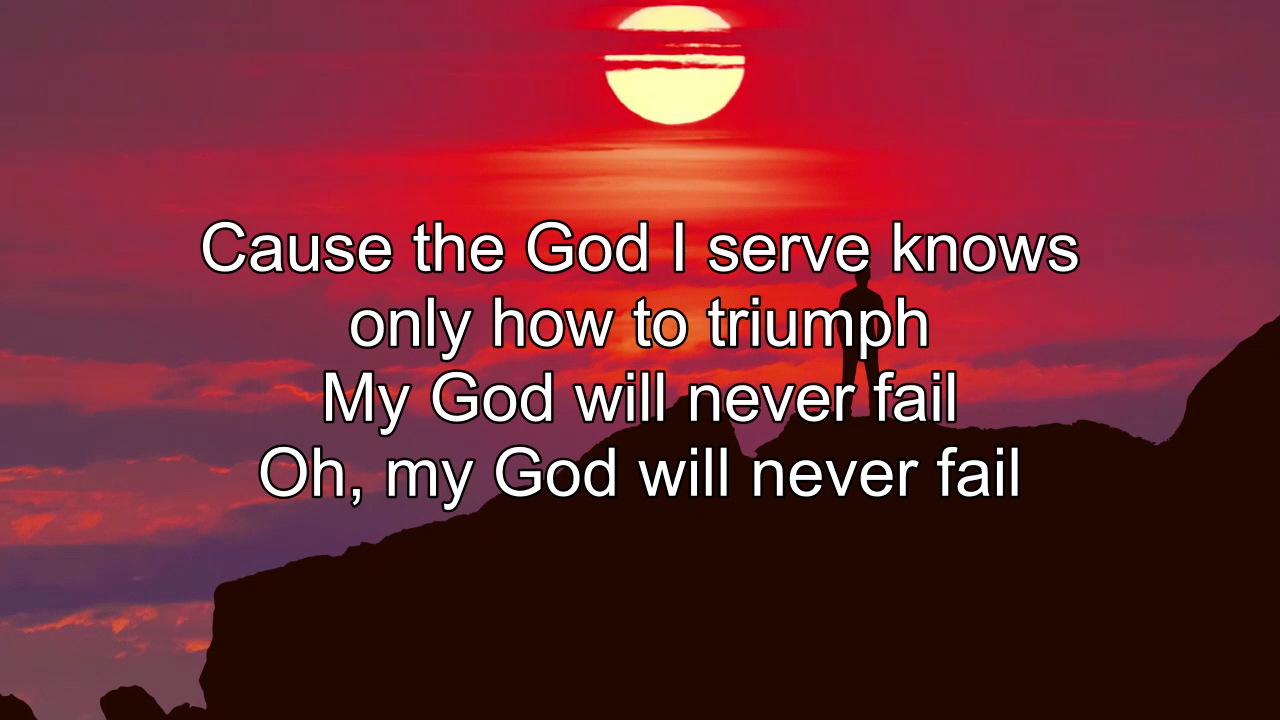 Cause the God I serve knows
only how to triumph
My God will never fail
Oh, my God will never fail